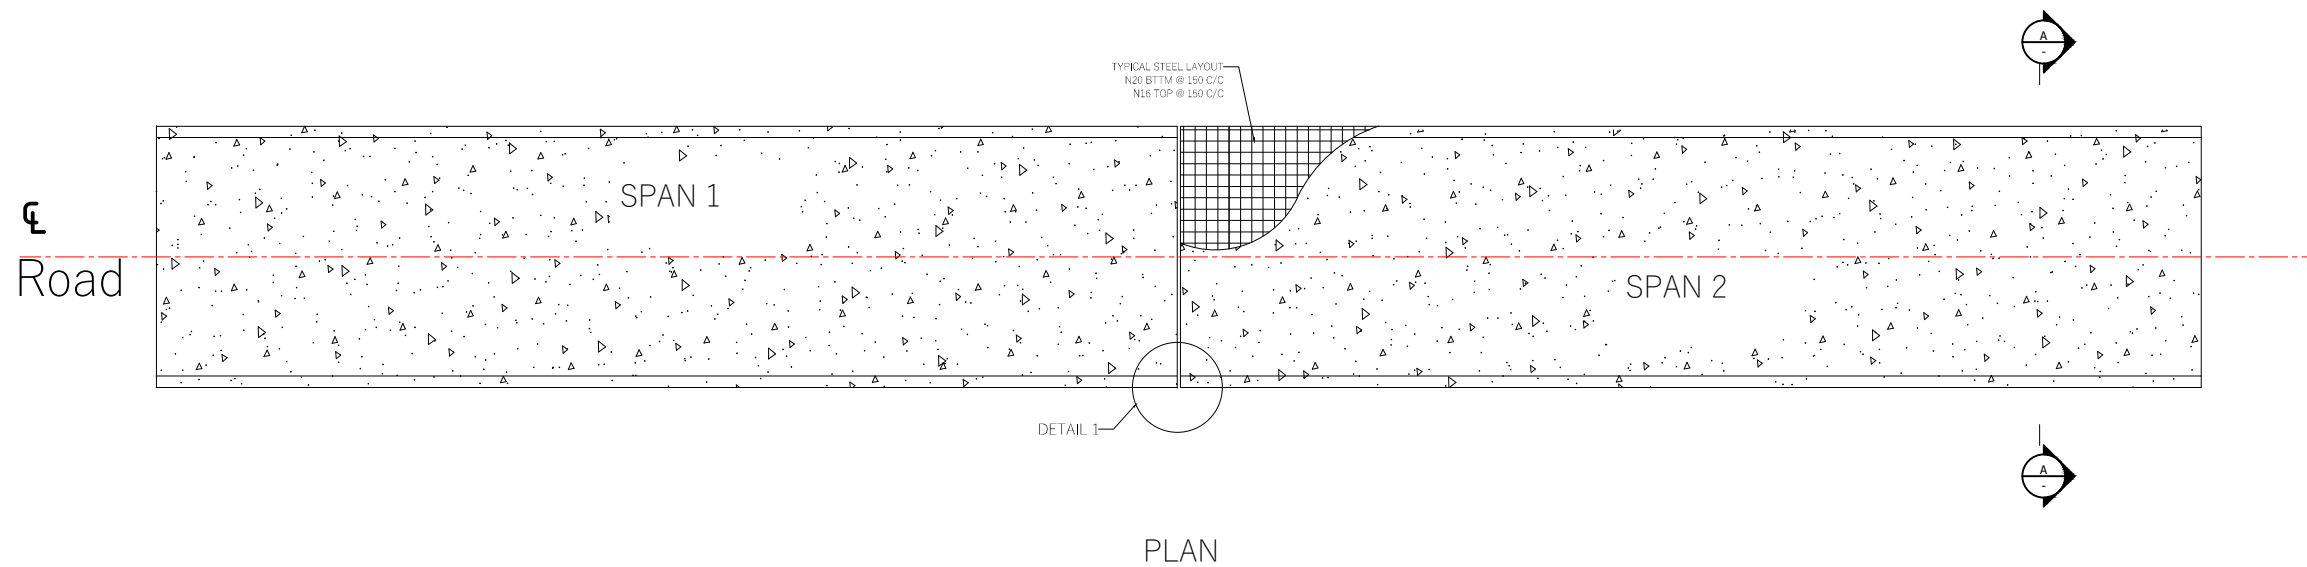 A
-
TYPICAL STEEL LAYOUT
N20 BTTM @ 150 C/C
N16 TOP @ 150 C/C
SPAN 1
℄
Road
SPAN 2
DETAIL 1
A
-
PLAN